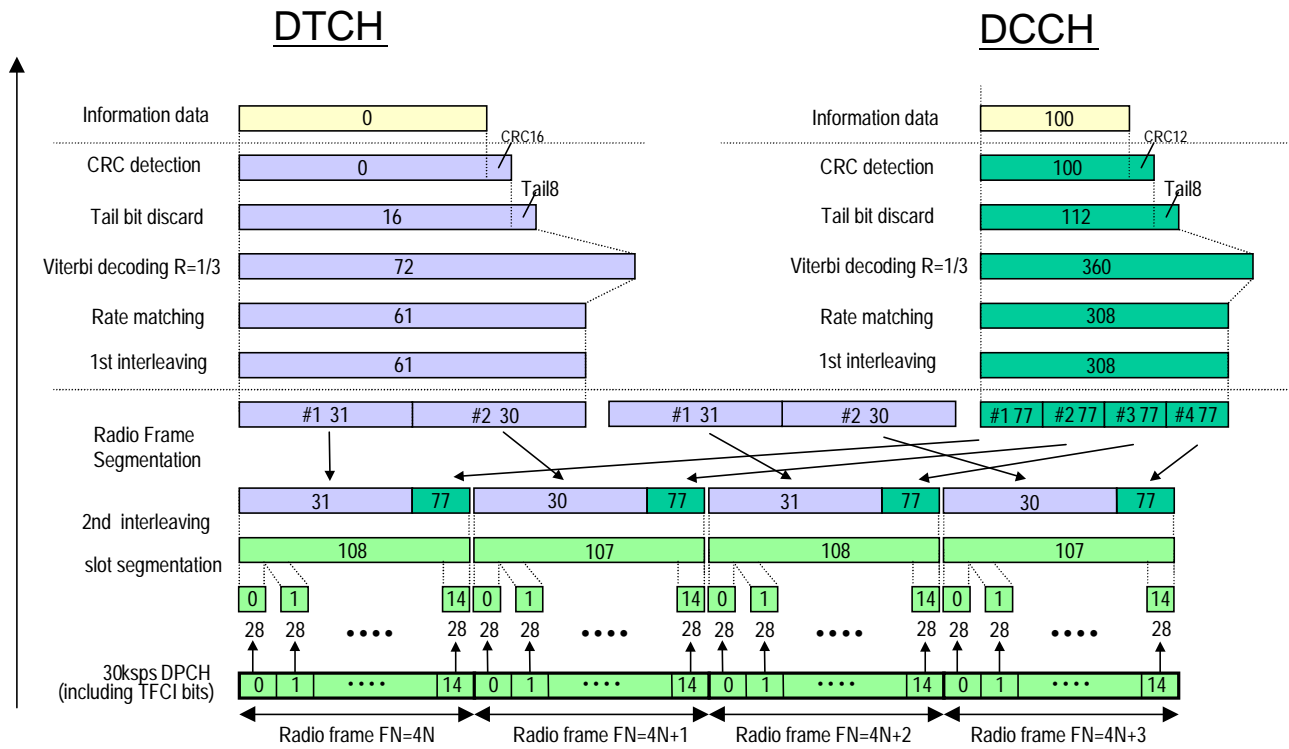 DTCH DCCH
Information data 0 Information data 100
CRC16 CRC12
CRC detection 0 CRC detection 100
Tail8 Tail8
Tail bit discard 16 Tail bit discard 112
Viterbi decoding R=1/3 72 Viterbi decoding R=1/3 360
Rate matching 61 Rate matching 308
1st interleaving 61 1st interleaving 308
#1 31 #2 30 #1 31 #2 30 #1 77 #2 77 #3 77 #4 77
Radio Frame
Segmentation
31 77 30 77 31 77 30 77
2nd interleaving
108 107 108 107
slot segmentation
0 1 14 0 1 14 0 1 14 0 1 14
28 28 •••• 28 28 28 •••• 28 28 28 •••• 28 28 28 •••• 28
30ksps DPCH
(including TFCI bits)
0 1 •••• 14 0 1 •••• 14 0 1 •••• 14 0 1 •••• 14
Radio frame FN=4N Radio frame FN=4N+1 Radio frame FN=4N+2 Radio frame FN=4N+3